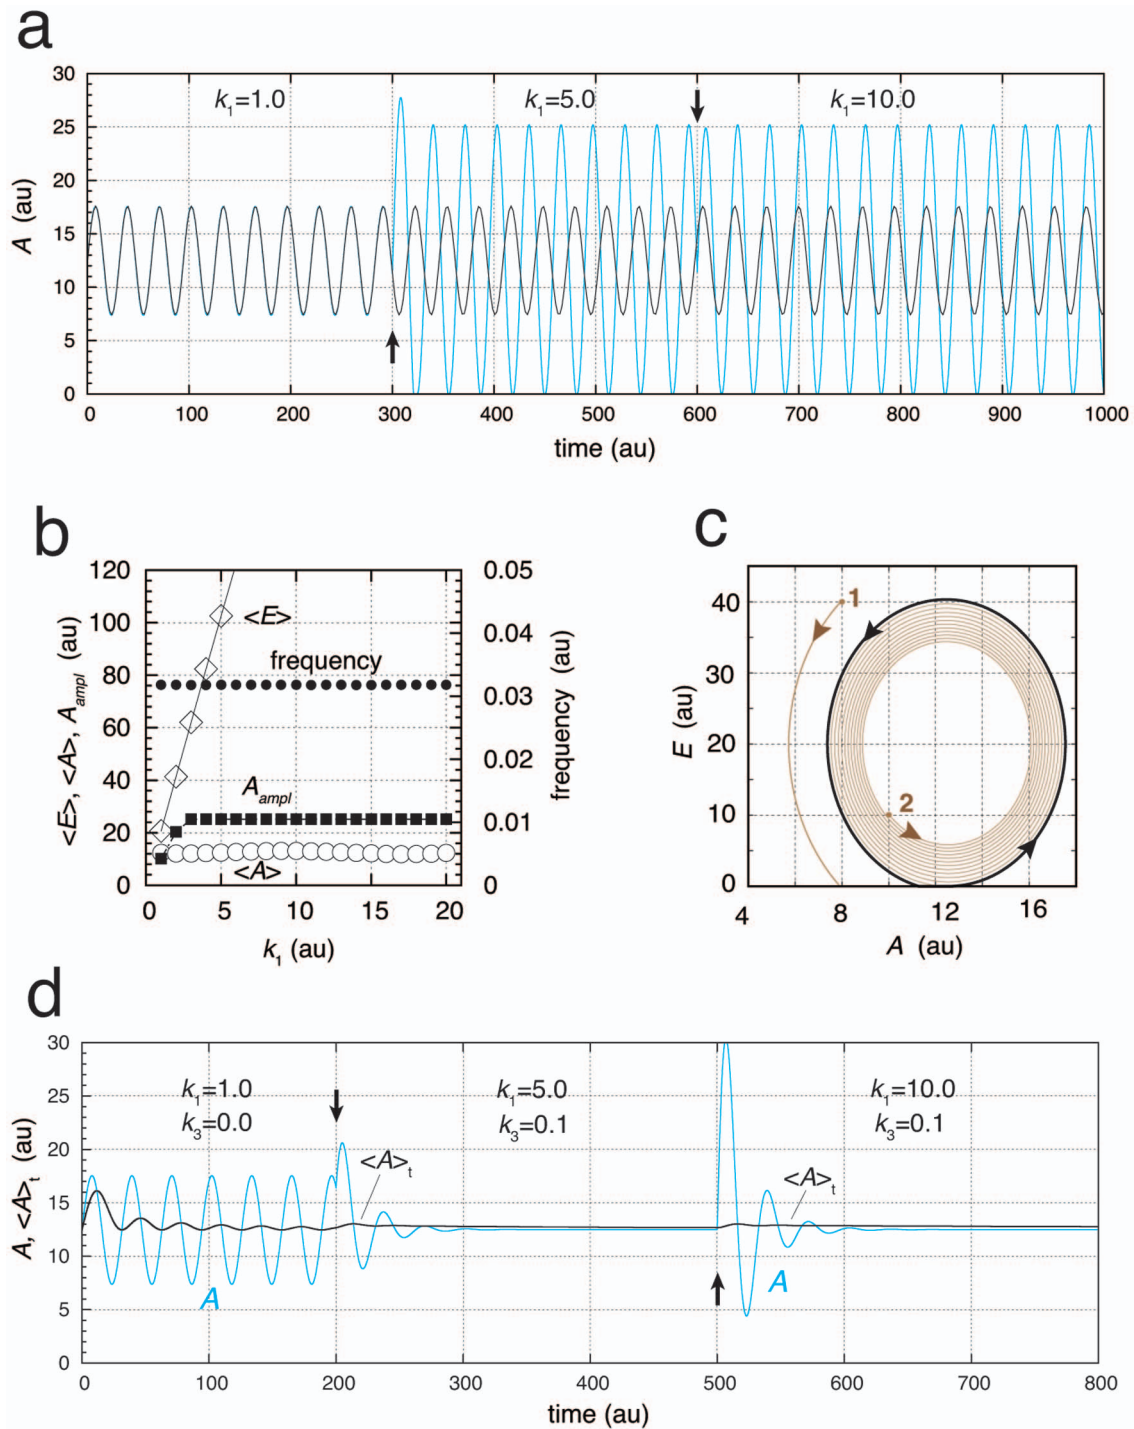 a
30
25
20
15
10
5
0
A (au)
k1=1.0
k1=5.0
k1=10.0
0 100 200 300 400 500 600 700 800 900 1000
time (au)
b
120
100
80
60
40
20
0
<E>, <A>, Aampl (au)
<E>
frequency
Aampl
<A>
0.05
0.04
0.03
0.02
0.01
0
frequency (au)
0 5 10 15 20
k1 (au)
c
40
30
20
10
0
E (au)
1
2
4 8 12 16
A (au)
d
30
25
20
15
10
5
0
A, <A>t (au)
k1=1.0
k3=0.0
k1=5.0
k3=0.1
k1=10.0
k3=0.1
<A>t
<A>t
A
A
0 100 200 300 400 500 600 700 800
time (au)